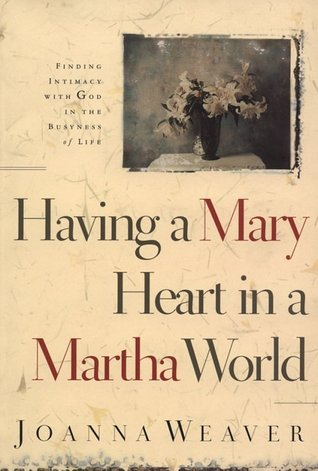 FINDING
INTIMACY
WITH GOD
IN THE
BUSYNESS
of LIFE
Having a Mary
Heart in a
Martha World
JOANNA WEAVER